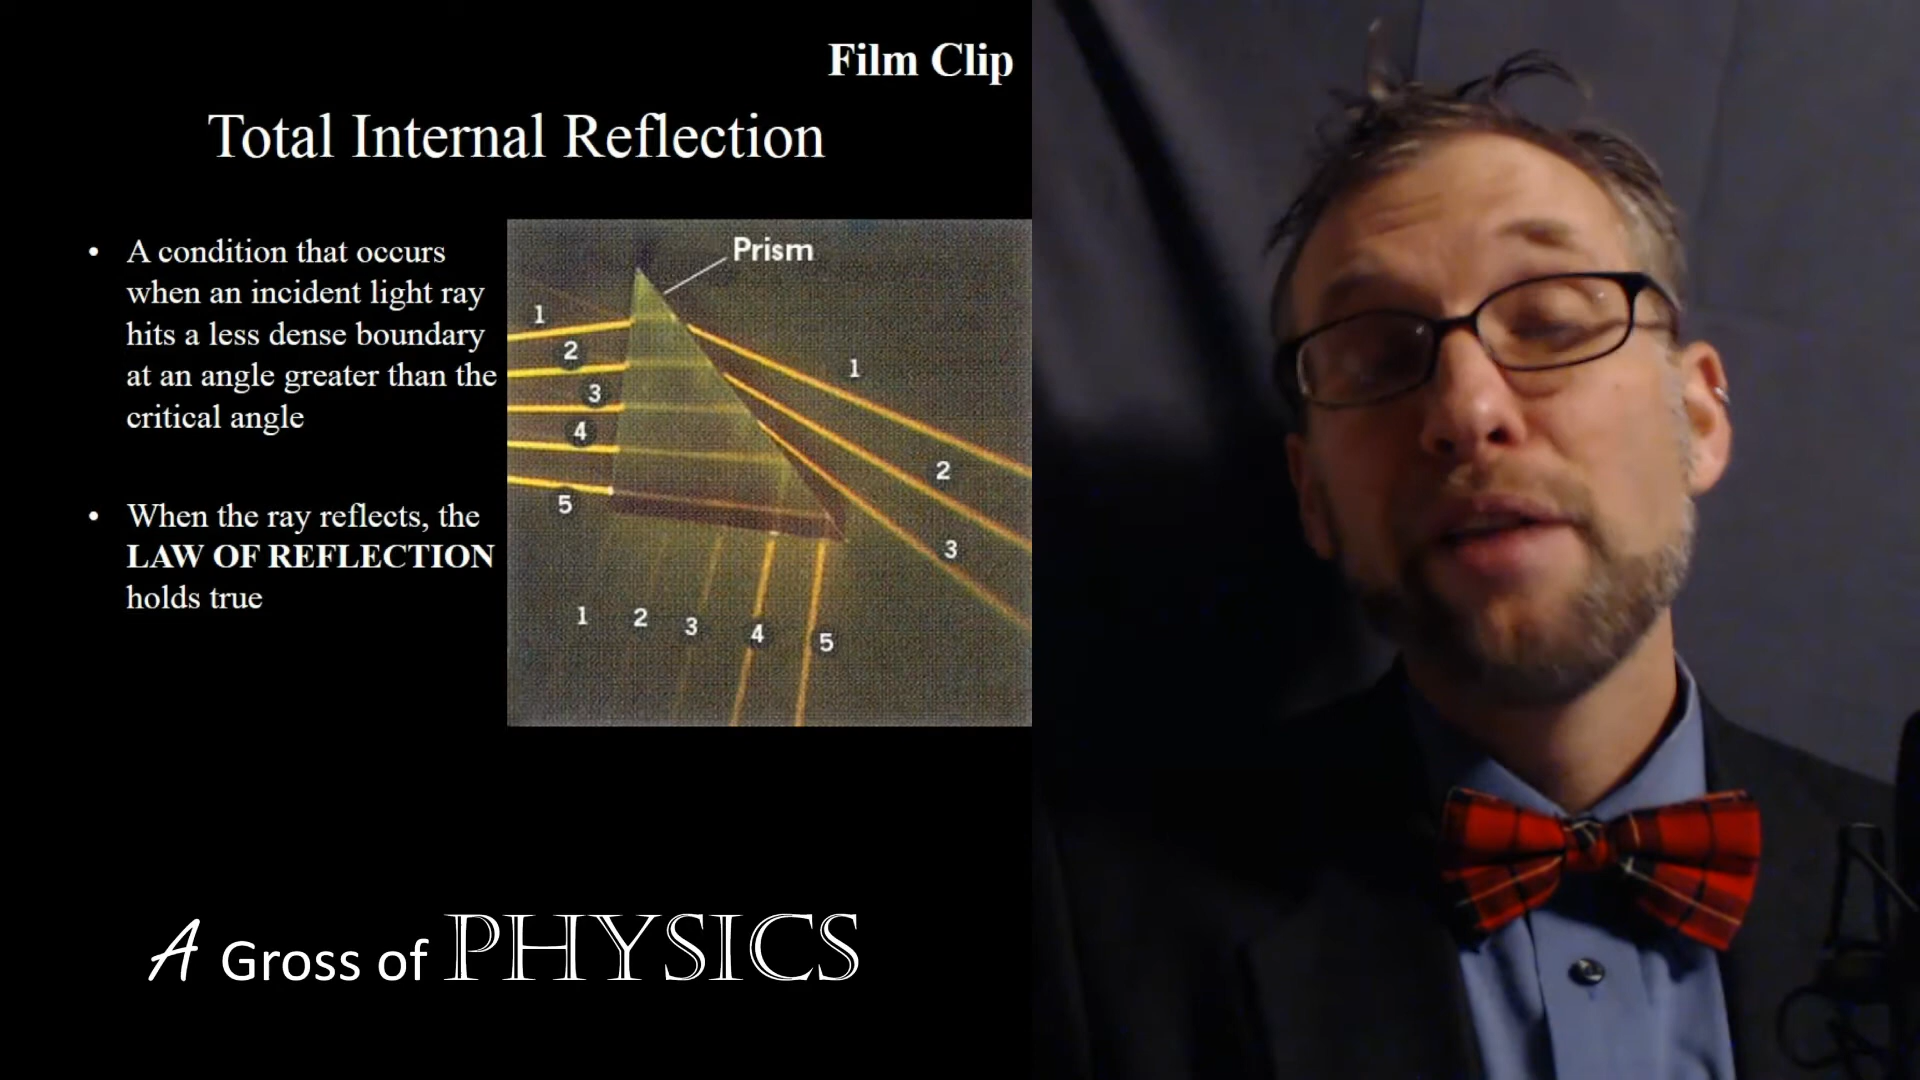 Film Clip
Total Internal Reflection
• A condition that occurs
when an incident light ray
hits a less dense boundary
at an angle greater than the
critical angle
• When the ray reflects, the
LAW OF REFLECTION
holds true
Prism
1
2
3
4
5
1
2
3
1 2 3 4 5
A Gross of PHYSICS